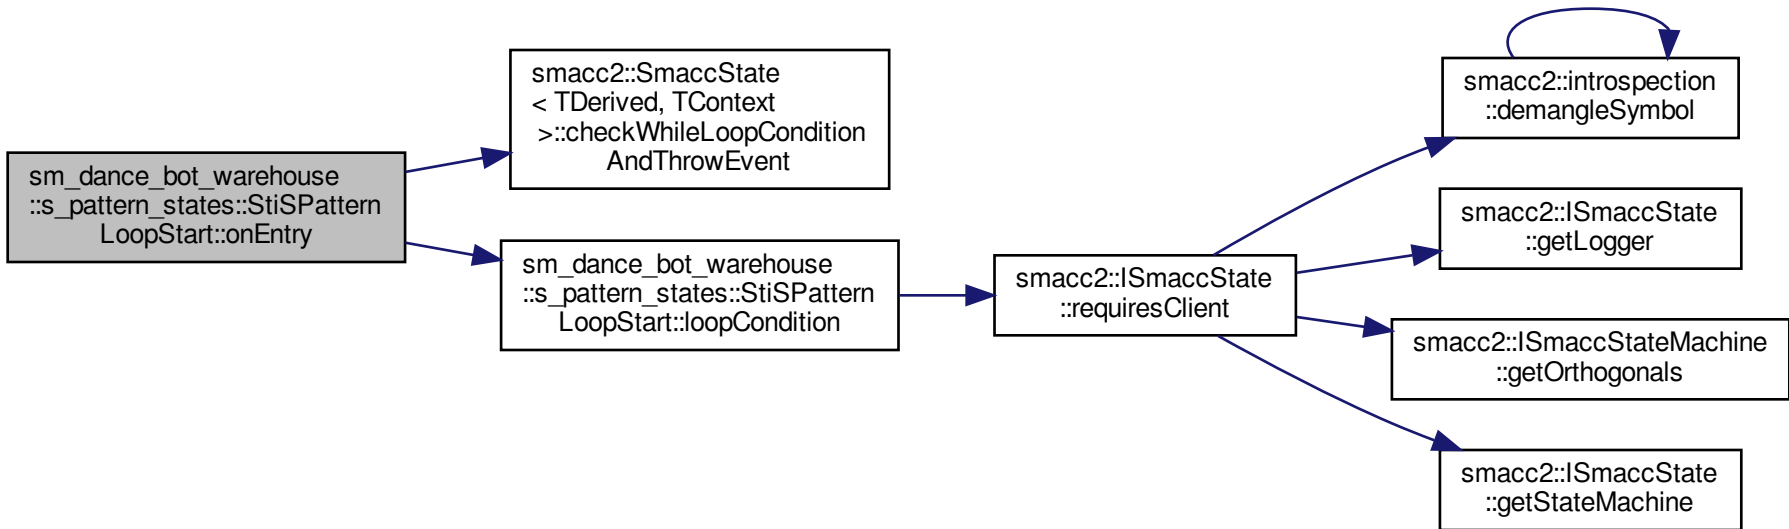 sm_dance_bot_warehouse
::s_pattern_states::StiSPattern
LoopStart::onEntry
smacc2::SmaccState
< TDerived, TContext
>::checkWhileLoopCondition
AndThrowEvent
sm_dance_bot_warehouse
::s_pattern_states::StiSPattern
LoopStart::loopCondition
smacc2::ISmaccState
::requiresClient
smacc2::introspection
::demangleSymbol
smacc2::ISmaccState
::getLogger
smacc2::ISmaccStateMachine
::getOrthogonals
smacc2::ISmaccState
::getStateMachine